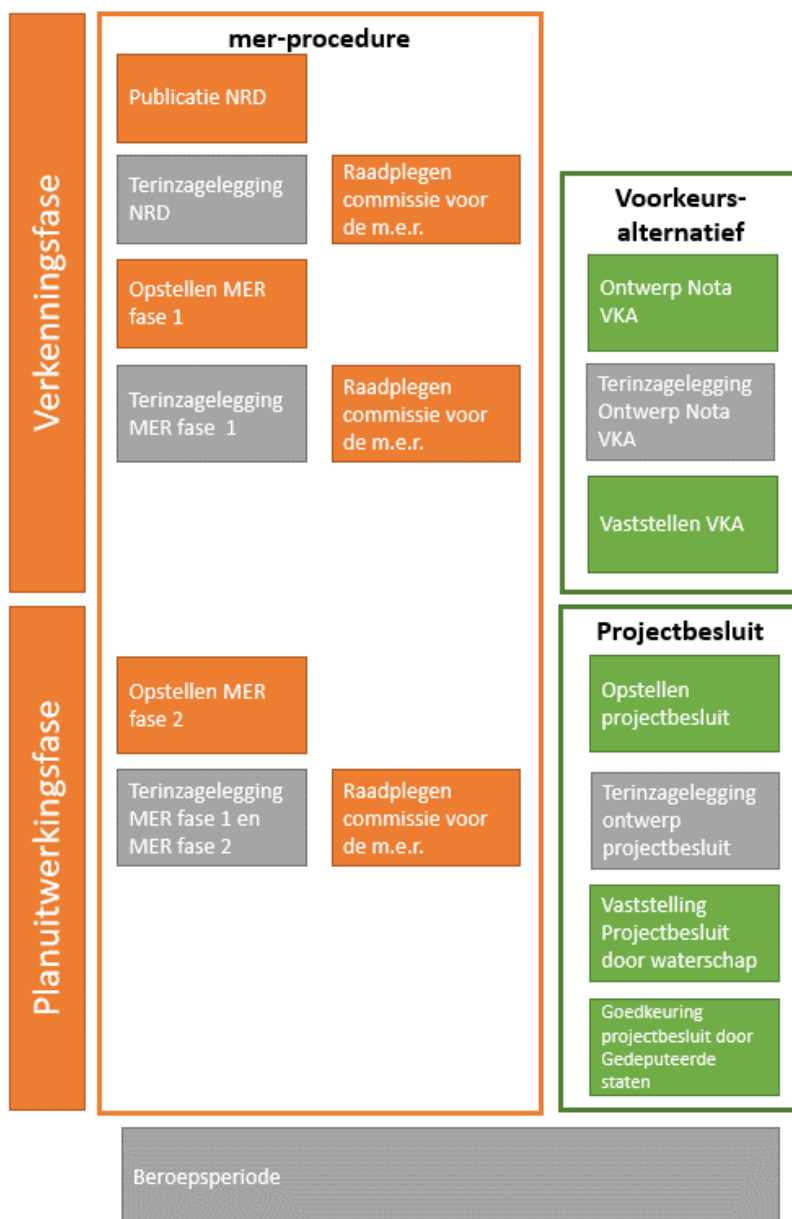 Verkenningsfase
mer-procedure
Publicatie NRD
Terinzagelegging
NRD
Raadplegen
commissie voor
de m.e.r.
Opstellen MER
fase 1
Terinzagelegging
MER fase 1
Raadplegen
commissie voor
de m.e.r.
Voorkeurs-
alternatief
Ontwerp Nota
VKA
Terinzagelegging
Ontwerp Nota
VKA
Vaststellen VKA
Planuitwerkingsfase
Opstellen MER
fase 2
Terinzagelegging
MER fase 1 en
MER fase 2
Raadplegen
commissie voor
de m.e.r.
Projectbesluit
Opstellen
projectbesluit
Terinzagelegging
ontwerp
projectbesluit
Vaststelling
Projectbesluit
door waterschap
Goedkeuring
projectbesluit door
Gedeputeerde
staten
Beroepsperiode